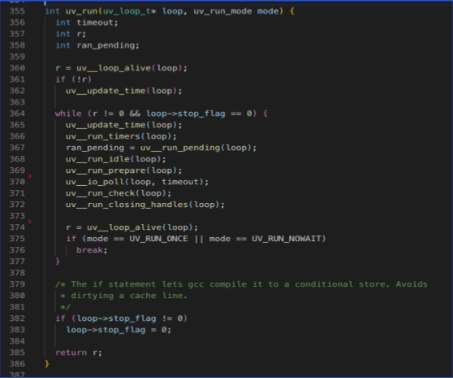 355 int uv_run(uv_loop_t* loop, uv_run_mode mode) {
356   int timeout;
357   int r;
358   int ran_pending;
359
360   r = uv__loop_alive(loop);
361   if (!r)
362     uv__update_time(loop);
363
364   while (r != 0 && loop->stop_flag == 0) {
365     uv__update_time(loop);
366     uv__run_timers(loop);
367     ran_pending = uv__run_pending(loop);
368     uv__run_idle(loop);
369     uv__run_prepare(loop);
370     uv__io_poll(loop, timeout);
371     uv__run_check(loop);
372     uv__run_closing_handles(loop);
373
374     r = uv__loop_alive(loop);
375     if (mode == UV_RUN_ONCE || mode == UV_RUN_NOWAIT)
376       break;
377   }
378
379   /* The if statement lets gcc compile it to a conditional store. Avoids
380    * dirtying a cache line.
381    */
382   if (loop->stop_flag != 0)
383     loop->stop_flag = 0;
384
385   return r;
386 }
387